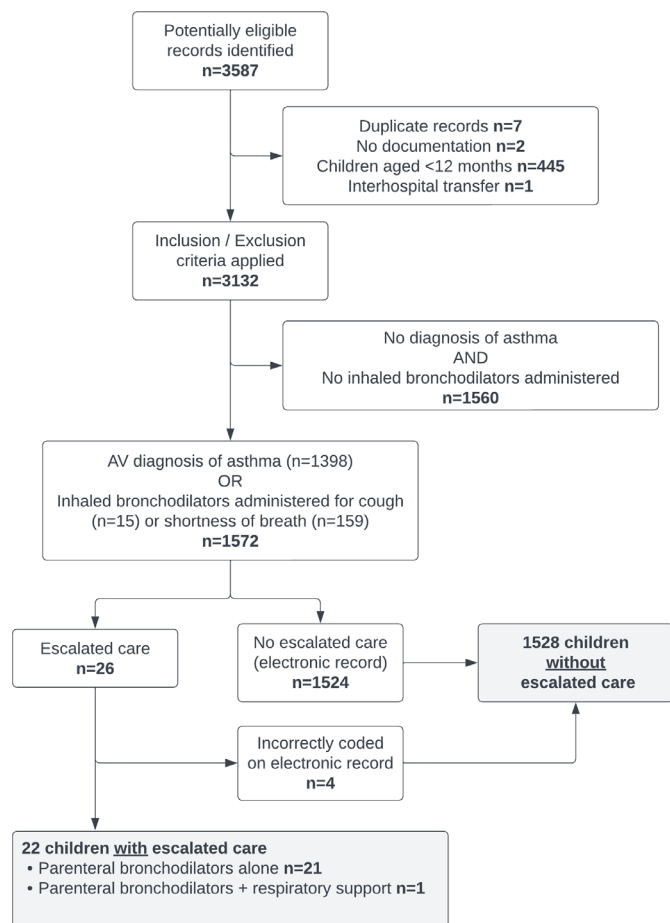 Potentially eligible
records identified
n=3587
Duplicate records n=7
No documentation n=2
Children aged <12 months n=445
Interhospital transfer n=1
Inclusion / Exclusion
criteria applied
n=3132
No diagnosis of asthma
AND
No inhaled bronchodilators administered
n=1560
AV diagnosis of asthma (n=1398)
OR
Inhaled bronchodilators administered for cough
(n=15) or shortness of breath (n=159)
n=1572
Escalated care
n=26
No escalated care
(electronic record)
n=1524
1528 children
without
escalated care
Incorrectly coded
on electronic record
n=4
22 children with escalated care
• Parenteral bronchodilators alone n=21
• Parenteral bronchodilators + respiratory support n=1